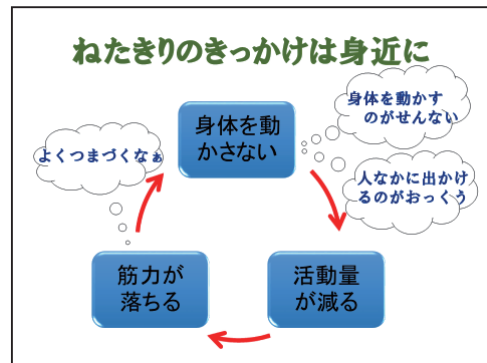 ねたきりのきっかけは身近に
身体を動かす
のがせんない
身体を動
かさない
よくつまづくなぁ
人なかに出かけ
るのがおっくう
筋力が
落ちる
活動量
が減る